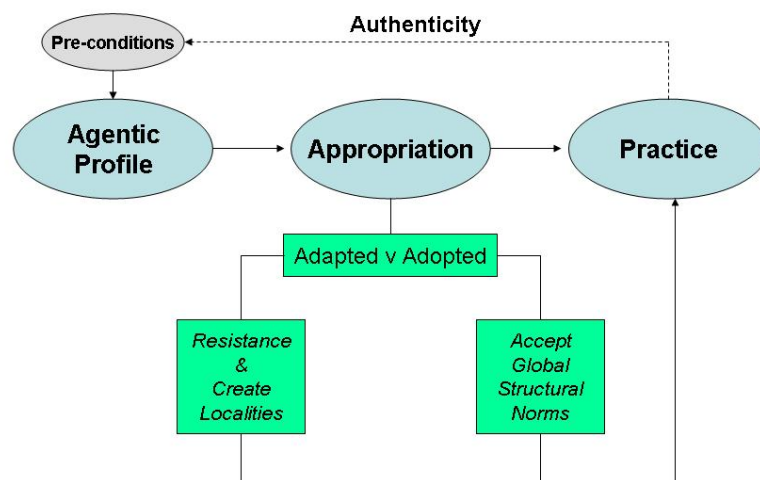 Authenticity
Pre-conditions
Agentic
Profile
Appropriation
Practice
Adapted v Adopted
Resistance
&
Create
Localities
Accept
Global
Structural
Norms